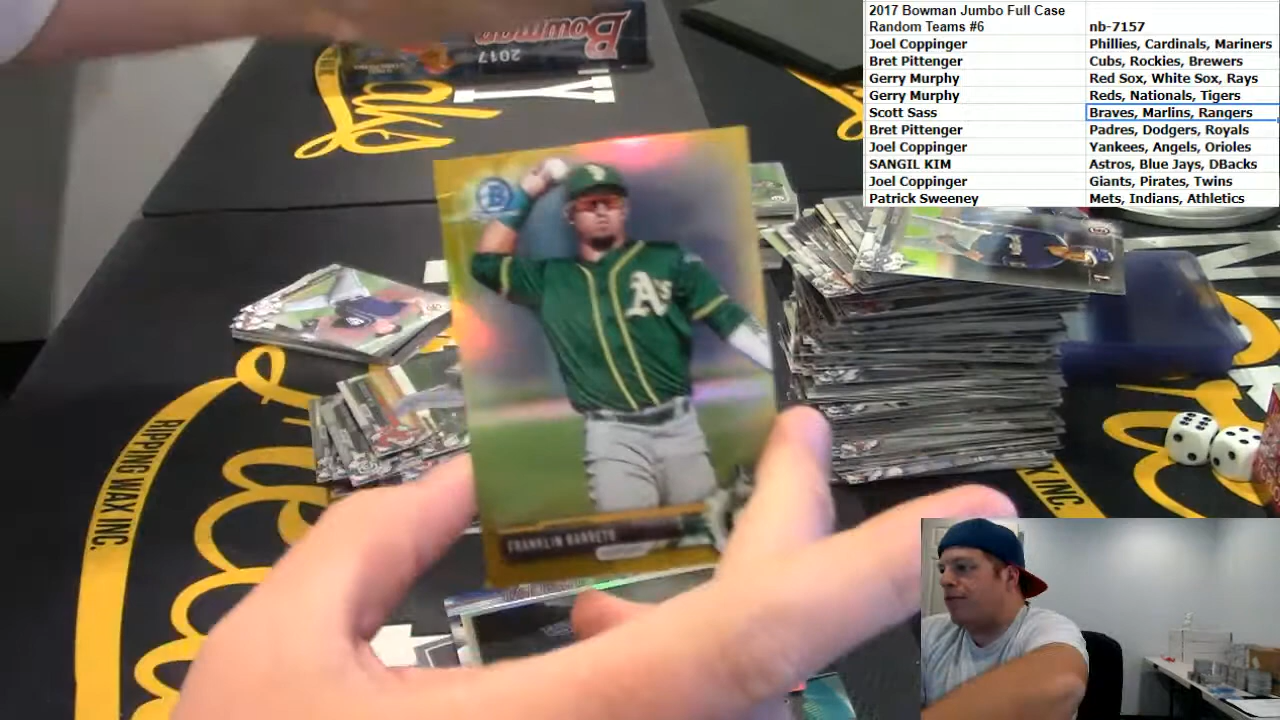 2017 Bowman Jumbo Full Case
Random Teams #6 nb-7157
Joel Coppinger Phillies, Cardinals, Mariners
Bret Pittenger Cubs, Rockies, Brewers
Gerry Murphy Red Sox, White Sox, Rays
Gerry Murphy Reds, Nationals, Tigers
Scott Sass Braves, Marlins, Rangers
Bret Pittenger Padres, Dodgers, Royals
Joel Coppinger Yankees, Angels, Orioles
SANGIL KIM Astros, Blue Jays, DBacks
Joel Coppinger Giants, Pirates, Twins
Patrick Sweeney Mets, Indians, Athletics
Bowman
2017
B
A's
FRANKLIN BARRETO
RIPPING WAX INC.
WAX INC.